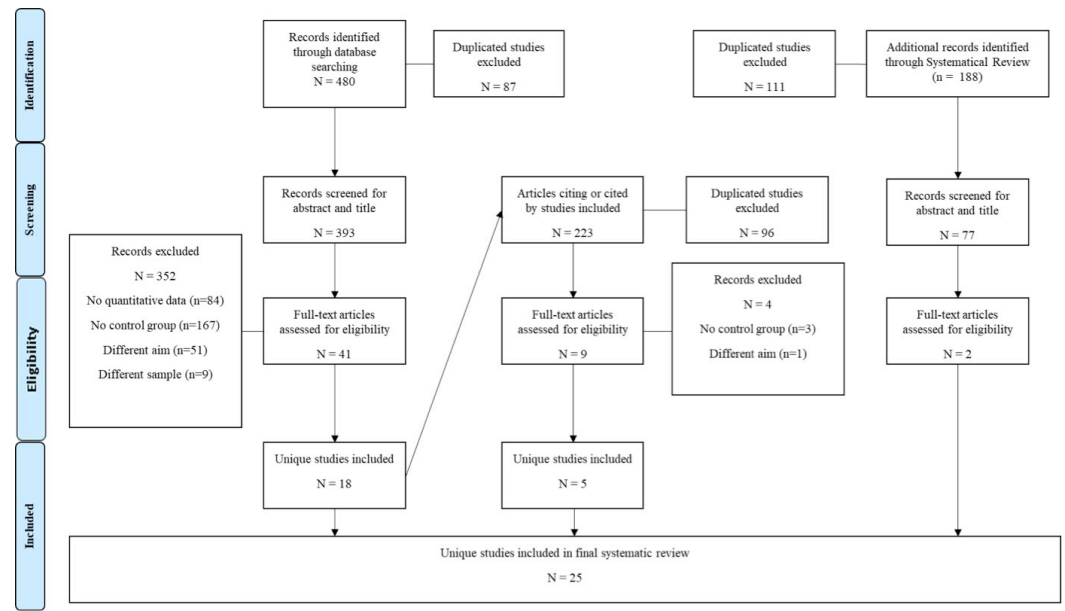 Identification
Records identified
through database
searching
N = 480
Duplicated studies
excluded
N = 87
Duplicated studies
excluded
N = 111
Additional records identified
through Systematical Review
(n = 188)
Screening
Records screened for
abstract and title
N = 393
Articles citing or cited
by studies included
N = 223
Duplicated studies
excluded
N = 96
Records screened for
abstract and title
N = 77
Eligibility
Records excluded
N = 352
No quantitative data (n=84)
No control group (n=167)
Different aim (n=51)
Different sample (n=9)
Full-text articles
assessed for eligibility
N = 41
Full-text articles
assessed for eligibility
N = 9
Records excluded
N = 4
No control group (n=3)
Different aim (n=1)
Full-text articles
assessed for eligibility
N = 2
Included
Unique studies included
N = 18
Unique studies included
N = 5
Unique studies included in final systematic review
N = 25